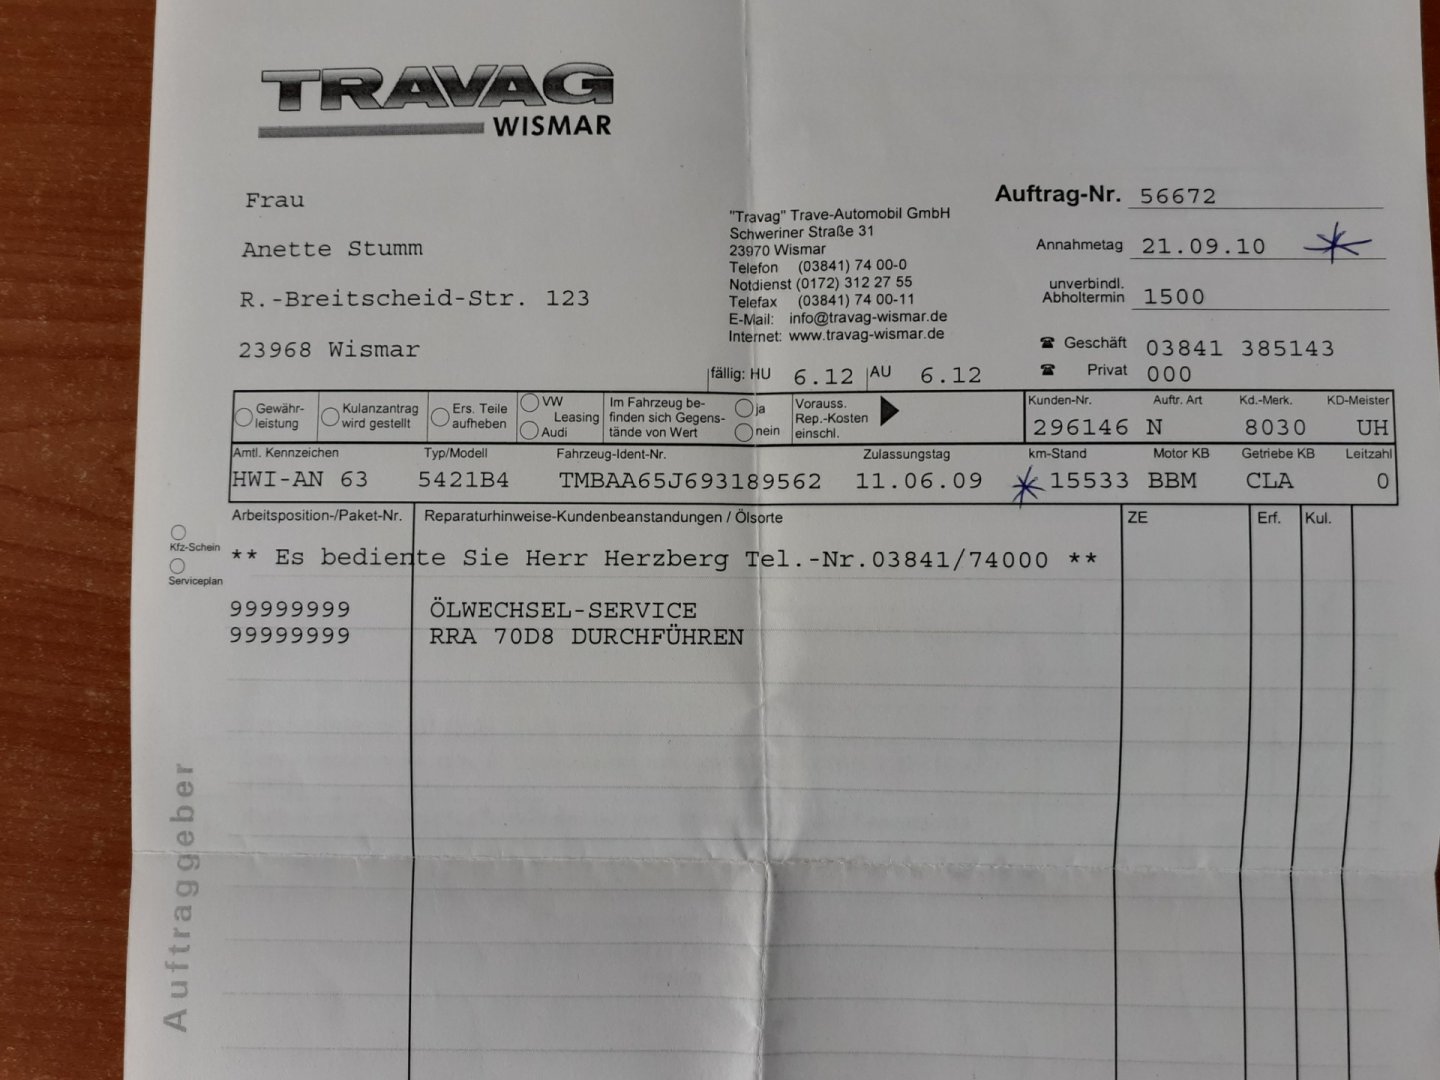 TRAVAG
WISMAR
Frau
Anette Stumm
R.-Breitscheid-Str. 123
23968 Wismar
"Travag" Trave-Automobil GmbH
Schweriner Straße 31
23970 Wismar
Telefon (03841) 74 00-0
Notdienst (0172) 312 27 55
Telefax (03841) 74 00-11
E-Mail: info@travag-wismar.de
Internet: www.travag-wismar.de
Auftrag-Nr. 56672
Annahmetag 21.09.10
unverbindl.
Abholtermin 1500
☎ Geschäft 03841 385143
☎ Privat 000
fällig: HU 6.12 AU 6.12
Gewähr-
leistung
Kulanzantrag
wird gestellt
Ers. Teile
aufheben
VW
Leasing
Audi
Im Fahrzeug be-
finden sich Gegens-
tände von Wert
ja
nein
Vorauss.
Rep.-Kosten
einschl.
Kunden-Nr. Auftr. Art Kd.-Merk. KD-Meister
296146 N 8030 UH
Amtl. Kennzeichen Typ/Modell Fahrzeug-Ident-Nr. Zulassungstag km-Stand Motor KB Getriebe KB Leitzahl
HWI-AN 63 5421B4 TMBAA65J693189562 11.06.09 15533 BBM CLA 0
Arbeitsposition-/Paket-Nr. Reparaturhinweise-Kundenbeanstandungen / Ölsorte ZE Erf. Kul.
Kfz-Schein
Serviceplan
** Es bediente Sie Herr Herzberg Tel.-Nr.03841/74000 **
99999999 ÖLWECHSEL-SERVICE
99999999 RRA 70D8 DURCHFÜHREN
Auftraggeber